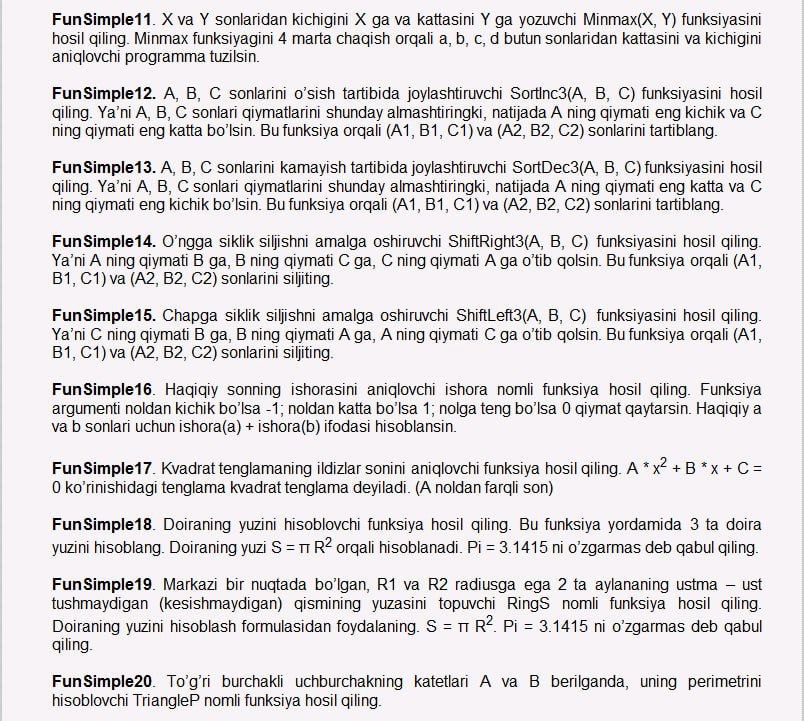 FunSimple11. X va Y sonlaridan kichigini X ga va kattasini Y ga yozuvchi Minmax(X, Y) funksiyasini
hosil qiling. Minmax funksiyagini 4 marta chaqish orqali a, b, c, d butun sonlaridan kattasini va kichigini
aniqlovchi programma tuzilsin.
FunSimple12. A, B, C sonlarini o'sish tartibida joylashtiruvchi SortInc3(A, B, C) funksiyasini hosil
qiling. Ya'ni A, B, C sonlari qiymatlarini shunday almashtiringki, natijada A ning qiymati eng kichik va C
ning qiymati eng katta bo'lsin. Bu funksiya orqali (A1, B1, C1) va (A2, B2, C2) sonlarini tartiblang.
FunSimple13. A, B, C sonlarini kamayish tartibida joylashtiruvchi SortDec3(A, B, C) funksiyasini hosil
qiling. Ya'ni A, B, C sonlari qiymatlarini shunday almashtiringki, natijada A ning qiymati eng katta va C
ning qiymati eng kichik bo'lsin. Bu funksiya orqali (A1, B1, C1) va (A2, B2, C2) sonlarini tartiblang.
FunSimple14. O'ngga siklik siljishni amalga oshiruvchi ShiftRight3(A, B, C) funksiyasini hosil qiling.
Ya'ni A ning qiymati B ga, B ning qiymati C ga, C ning qiymati A ga o'tib qolsin. Bu funksiya orqali (A1,
B1, C1) va (A2, B2, C2) sonlarini siljiting.
FunSimple15. Chapga siklik siljishni amalga oshiruvchi ShiftLeft3(A, B, C) funksiyasini hosil qiling.
Ya'ni C ning qiymati B ga, B ning qiymati A ga, A ning qiymati C ga o'tib qolsin. Bu funksiya orqali (A1,
B1, C1) va (A2, B2, C2) sonlarini siljiting.
FunSimple16. Haqiqiy sonning ishorasini aniqlovchi ishora nomli funksiya hosil qiling. Funksiya
argumenti noldan kichik bo'lsa -1; noldan katta bo'lsa 1; nolga teng bo'lsa 0 qiymat qaytarsin. Haqiqiy a
va b sonlari uchun ishora(a) + ishora(b) ifodasi hisoblansin.
FunSimple17. Kvadrat tenglamaning ildizlar sonini aniqlovchi funksiya hosil qiling. A * x² + B * x + C =
0 ko'rinishidagi tenglama kvadrat tenglama deyiladi. (A noldan farqli son)
FunSimple18. Doiraning yuzini hisoblovchi funksiya hosil qiling. Bu funksiya yordamida 3 ta doira
yuzini hisoblang. Doiraning yuzi S = π R² orqali hisoblanadi. Pi = 3.1415 ni o'zgarmas deb qabul qiling.
FunSimple19. Markazi bir nuqtada bo'lgan, R1 va R2 radiusga ega 2 ta aylananing ustma – ust
tushmaydigan (kesishmaydigan) qismining yuzasini topuvchi RingS nomli funksiya hosil qiling.
Doiraning yuzini hisoblash formulasidan foydalaning. S = π R². Pi = 3.1415 ni o'zgarmas deb qabul
qiling.
FunSimple20. To'g'ri burchakli uchburchakning katetlari A va B berilganda, uning perimetrini
hisoblovchi TriangleP nomli funksiya hosil qiling.